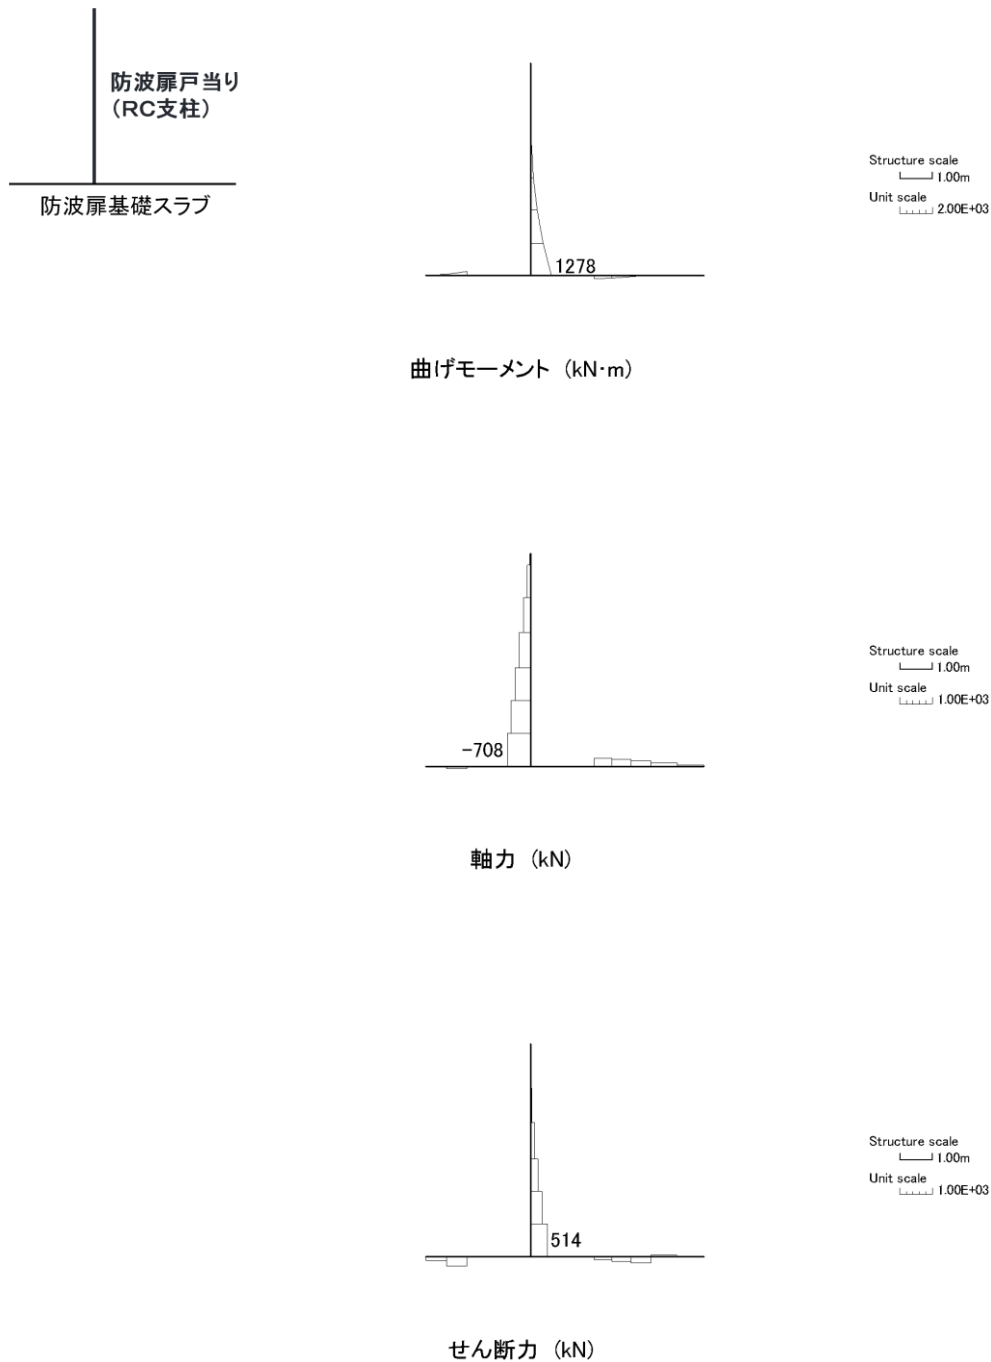 防波扉戸当り
（RC支柱）
防波扉基礎スラブ
Structure scale
1.00m
Unit scale
2.00E+03
1278
曲げモーメント （kN･m）
Structure scale
1.00m
Unit scale
1.00E+03
-708
軸力 （kN）
Structure scale
1.00m
Unit scale
1.00E+03
514
せん断力 （kN）